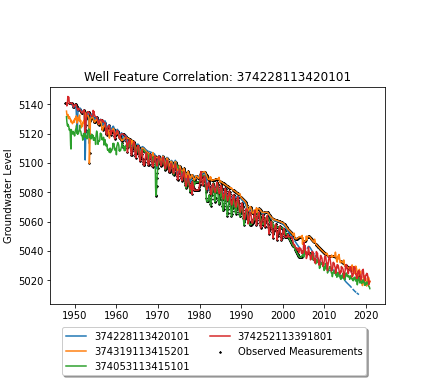 Well Feature Correlation: 374228113420101
5140
5120
5100
5080
5060
5040
5020
Groundwater Level
1950 1960 1970 1980 1990 2000 2010 2020
374228113420101 374252113391801
374319113415201 Observed Measurements
374053113415101